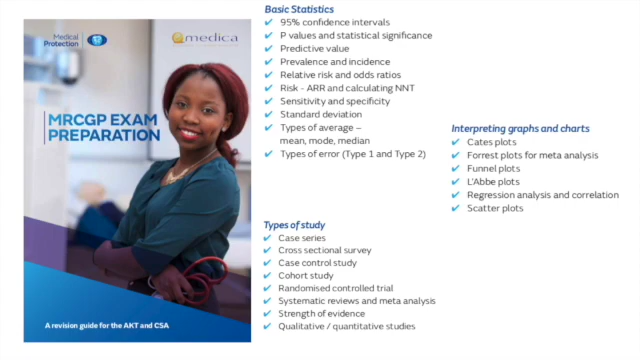 Medical
Protection
medica
MRCGP EXAM
PREPARATION
A revision guide for the AKT and CSA
Basic Statistics
✔ 95% confidence intervals
✔ P values and statistical significance
✔ Predictive value
✔ Prevalence and incidence
✔ Relative risk and odds ratios
✔ Risk - ARR and calculating NNT
✔ Sensitivity and specificity
✔ Standard deviation
✔ Types of average –
mean, mode, median
✔ Types of error (Type 1 and Type 2)
Types of study
✔ Case series
✔ Cross sectional survey
✔ Case control study
✔ Cohort study
✔ Randomised controlled trial
✔ Systematic reviews and meta analysis
✔ Strength of evidence
✔ Qualitative / quantitative studies
Interpreting graphs and charts
✔ Cates plots
✔ Forrest plots for meta analysis
✔ Funnel plots
✔ L'Abbe plots
✔ Regression analysis and correlation
✔ Scatter plots